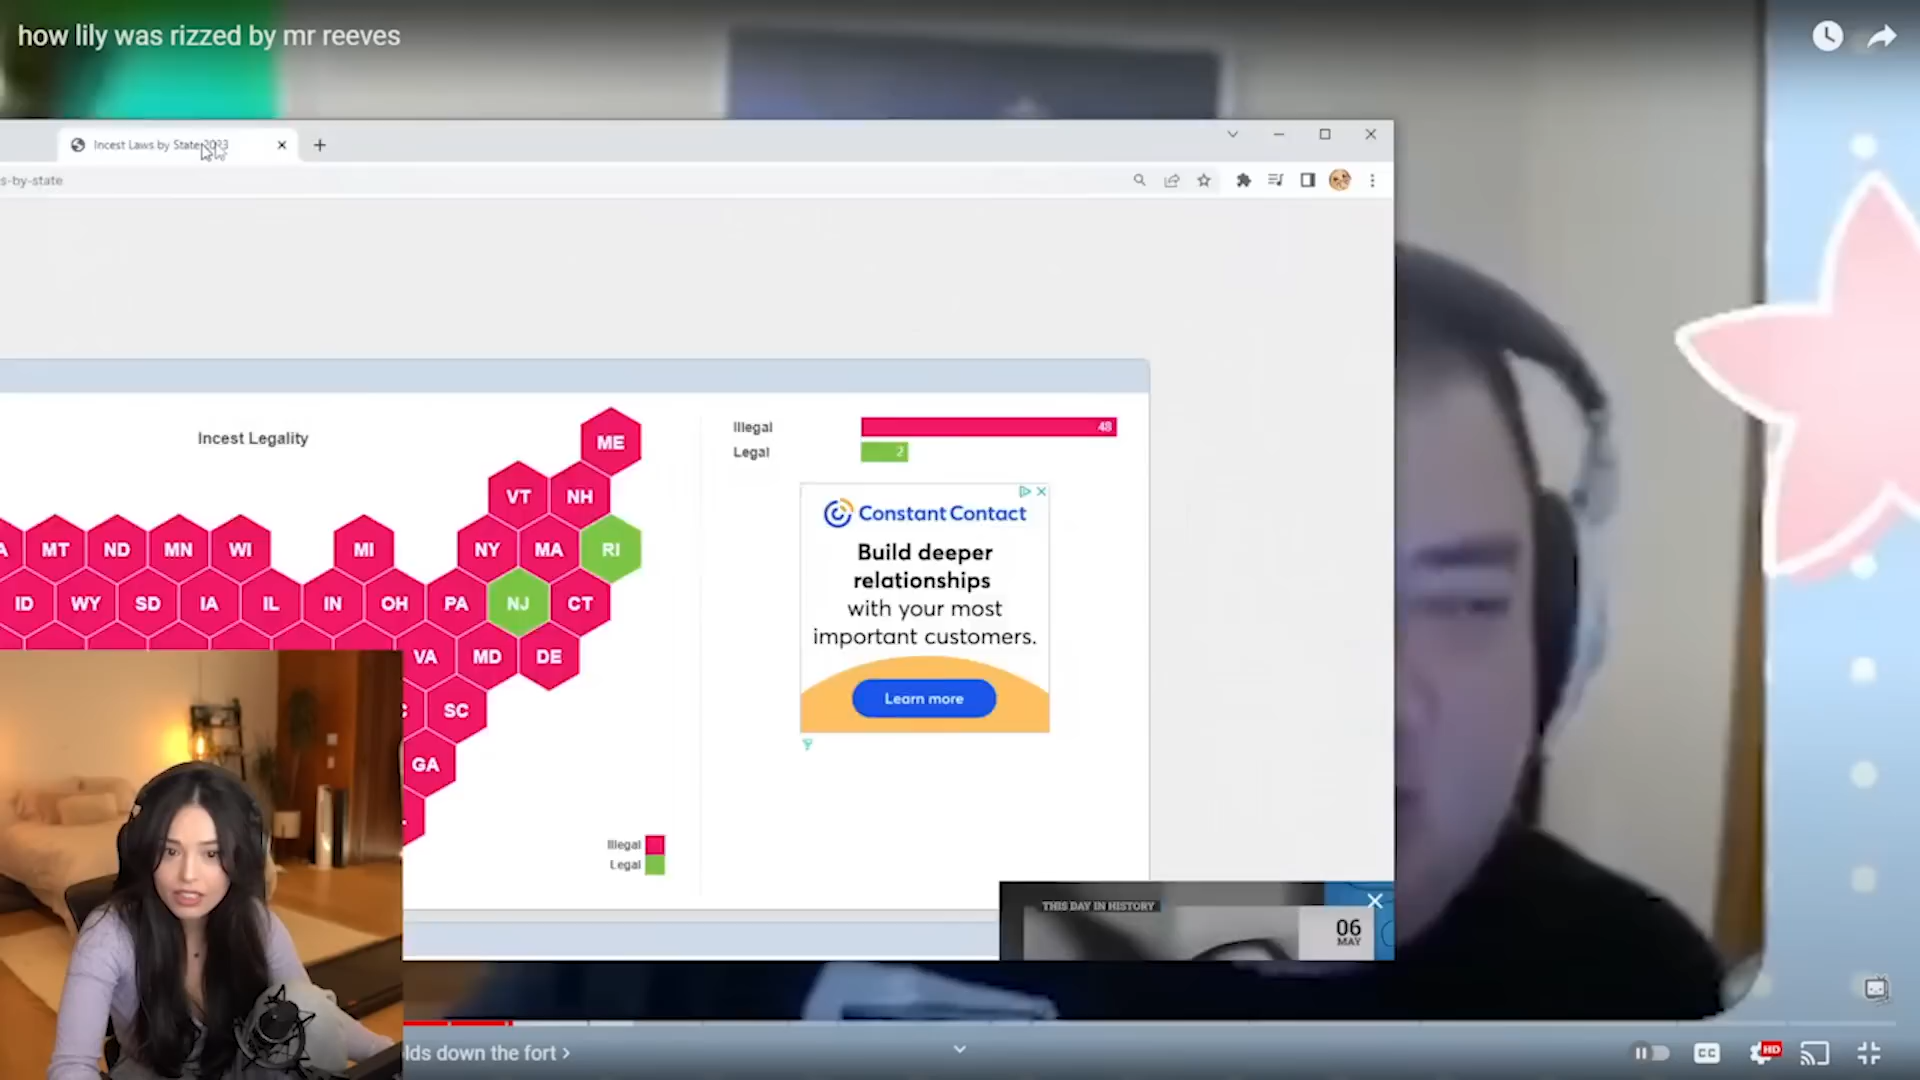 how lily was rizzed by mr reeves
Incest Laws by State 2023
s-by-state
Incest Legality
Illegal 48
Legal 2
ME
VT NH
A MT ND MN WI MI NY MA RI
ID WY SD IA IL IN OH PA NJ CT
VA MD DE
SC
GA
Constant Contact
Build deeper
relationships
with your most
important customers.
Learn more
Illegal
Legal
THIS DAY IN HISTORY
06
MAY
lds down the fort >
CC
HD